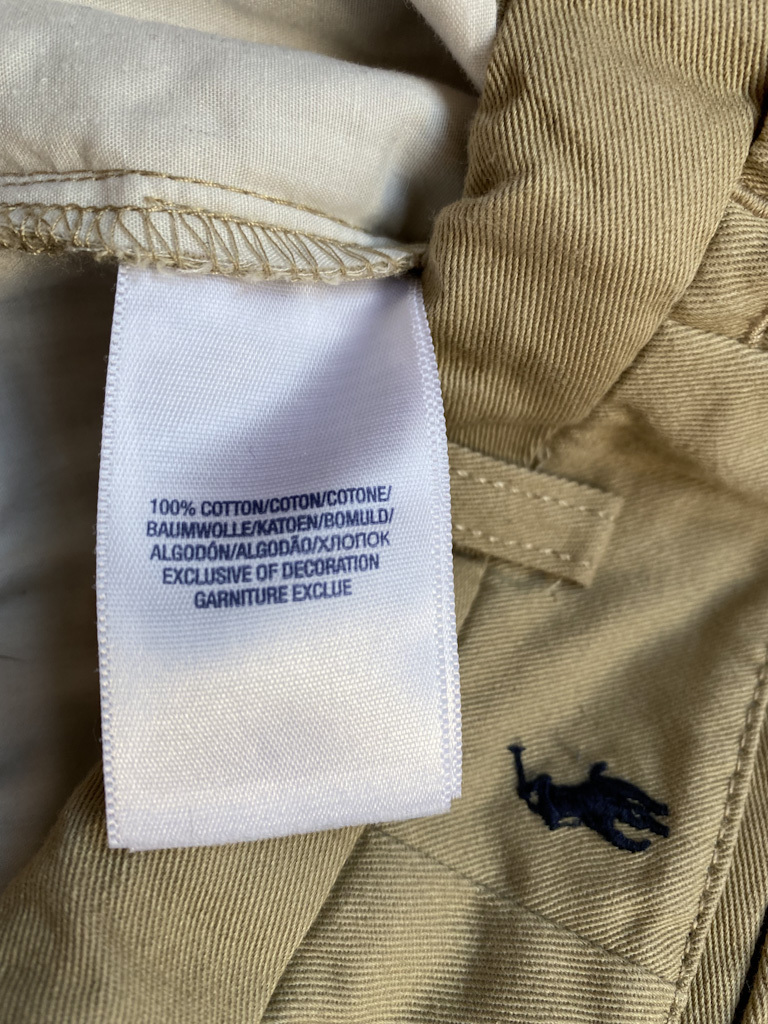 100% COTTON/COTON/COTONE/
BAUMWOLLE/KATOEN/BOMULD/
ALGODÓN/ALGODÃO/ХЛОПОК
EXCLUSIVE OF DECORATION
GARNITURE EXCLUE